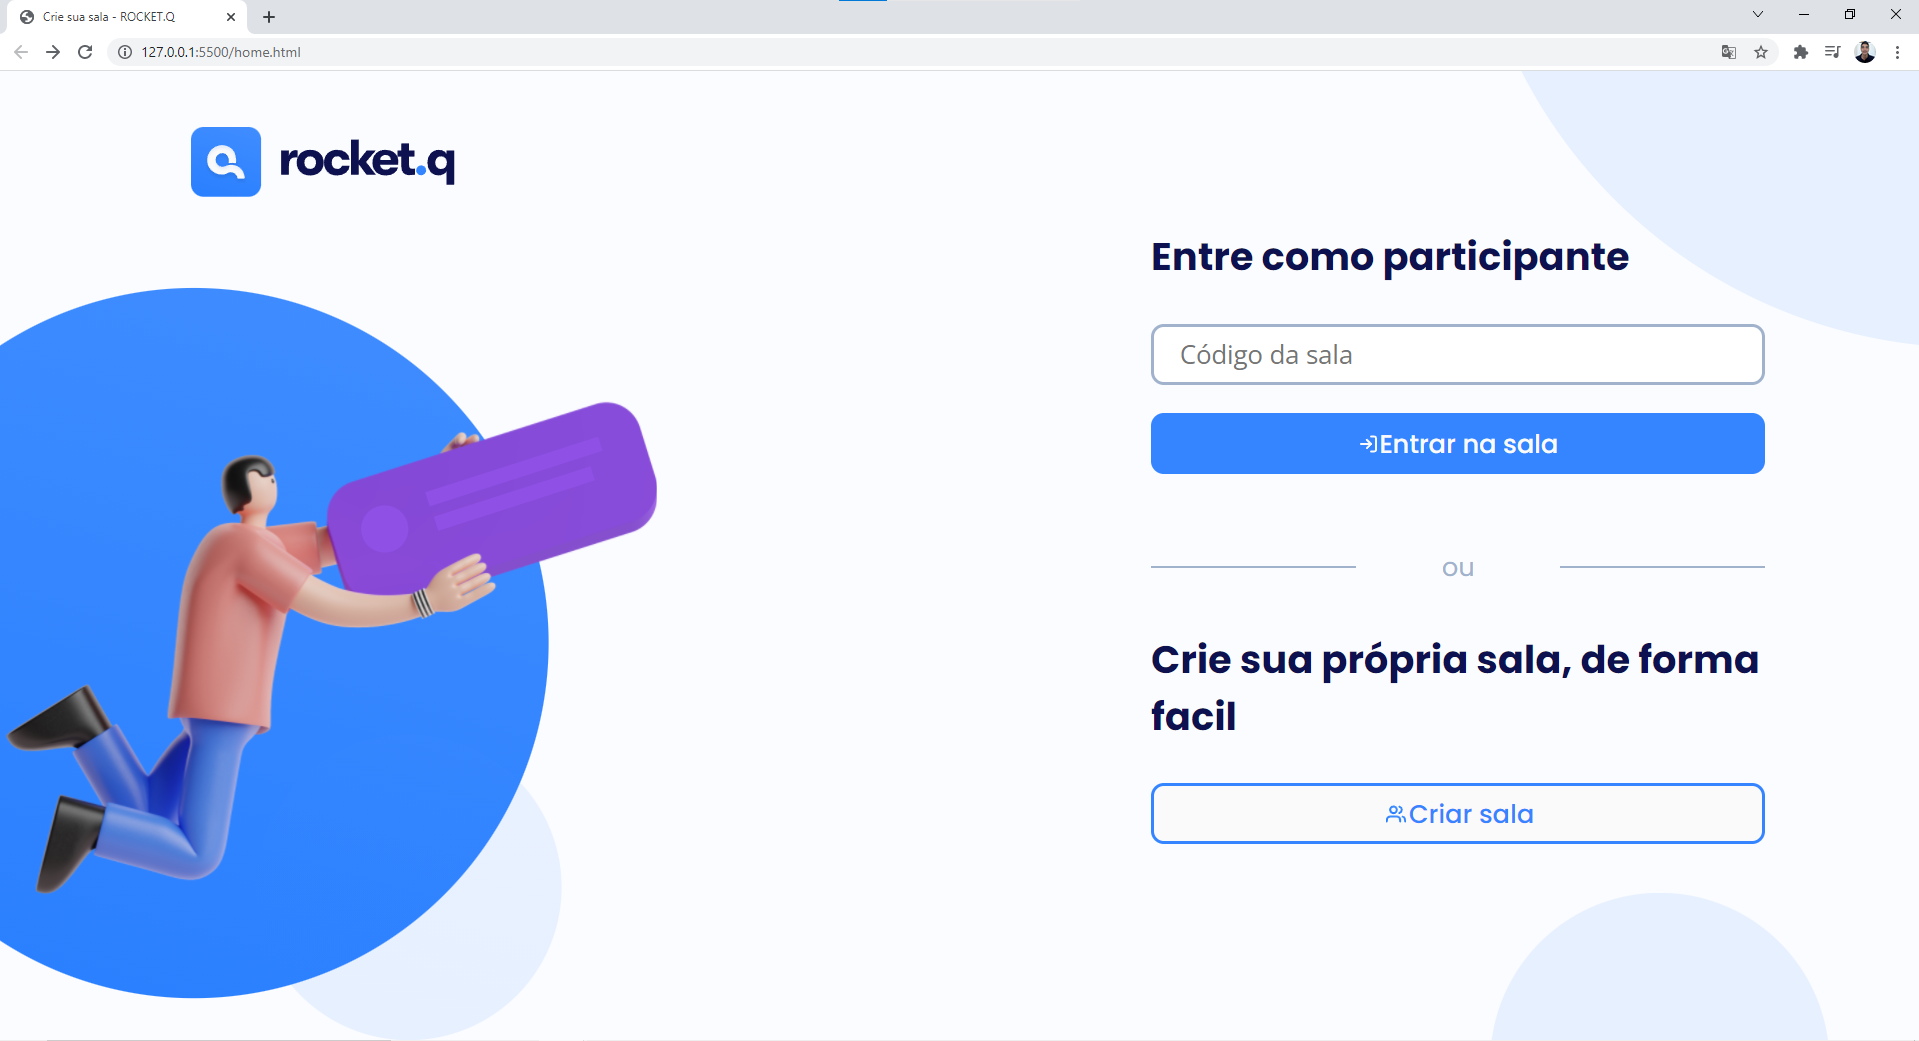 Crie sua sala - ROCKET.Q
127.0.0.1:5500/home.html
rocket.q
Entre como participante
Código da sala
Entrar na sala
ou
Crie sua própria sala, de forma
facil
Criar sala